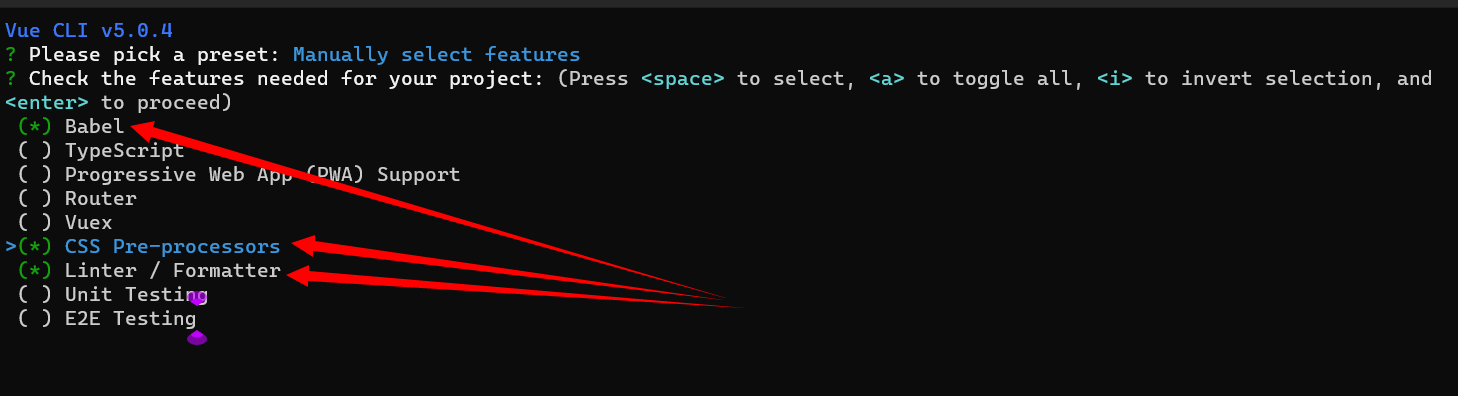 Vue CLI v5.0.4
? Please pick a preset: Manually select features
? Check the features needed for your project: (Press <space> to select, <a> to toggle all, <i> to invert selection, and
<enter> to proceed)
(*) Babel
( ) TypeScript
( ) Progressive Web App (PWA) Support
( ) Router
( ) Vuex
>(*) CSS Pre-processors
(*) Linter / Formatter
( ) Unit Testing
( ) E2E Testing